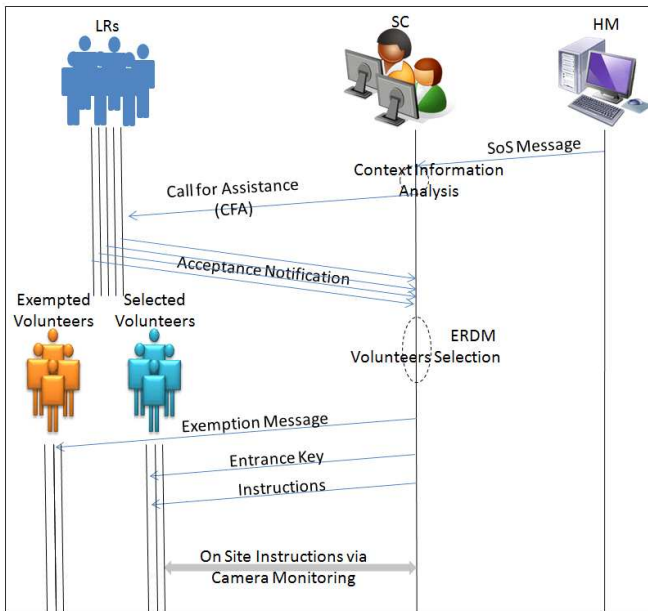 LRs
SC
HM
SoS Message
Context Information
Analysis
Call for Assistance
(CFA)
Acceptance Notification
Exempted
Volunteers
Selected
Volunteers
ERDM
Volunteers Selection
Exemption Message
Entrance Key
Instructions
On Site Instructions via
Camera Monitoring